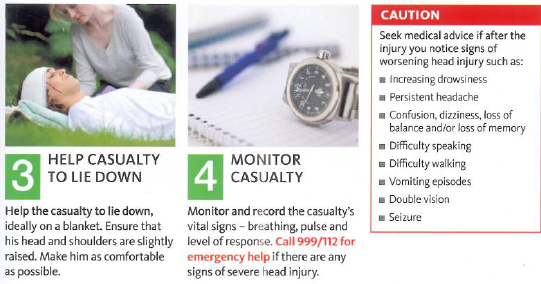 3 HELP CASUALTY
TO LIE DOWN
Help the casualty to lie down,
ideally on a blanket. Ensure that
his head and shoulders are slightly
raised. Make him as comfortable
as possible.
4 MONITOR
CASUALTY
Monitor and record the casualty's
vital signs – breathing, pulse and
level of response. Call 999/112 for
emergency help if there are any
signs of severe head injury.
CAUTION
Seek medical advice if after the
injury you notice signs of
worsening head injury such as:
■ Increasing drowsiness
■ Persistent headache
■ Confusion, dizziness, loss of
balance and/or loss of memory
■ Difficulty speaking
■ Difficulty walking
■ Vomiting episodes
■ Double vision
■ Seizure